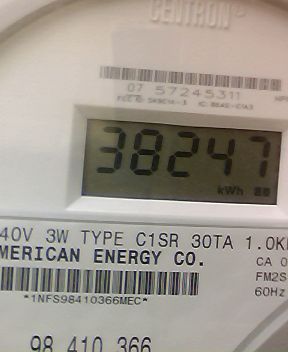 CENTRON®
07 57245311
38247
kWh
40V 3W TYPE C1SR 30TA 1.0K
MERICAN ENERGY CO.
CA 0
FM2S
60Hz
*1NFS98410366MEC*
98 410 366